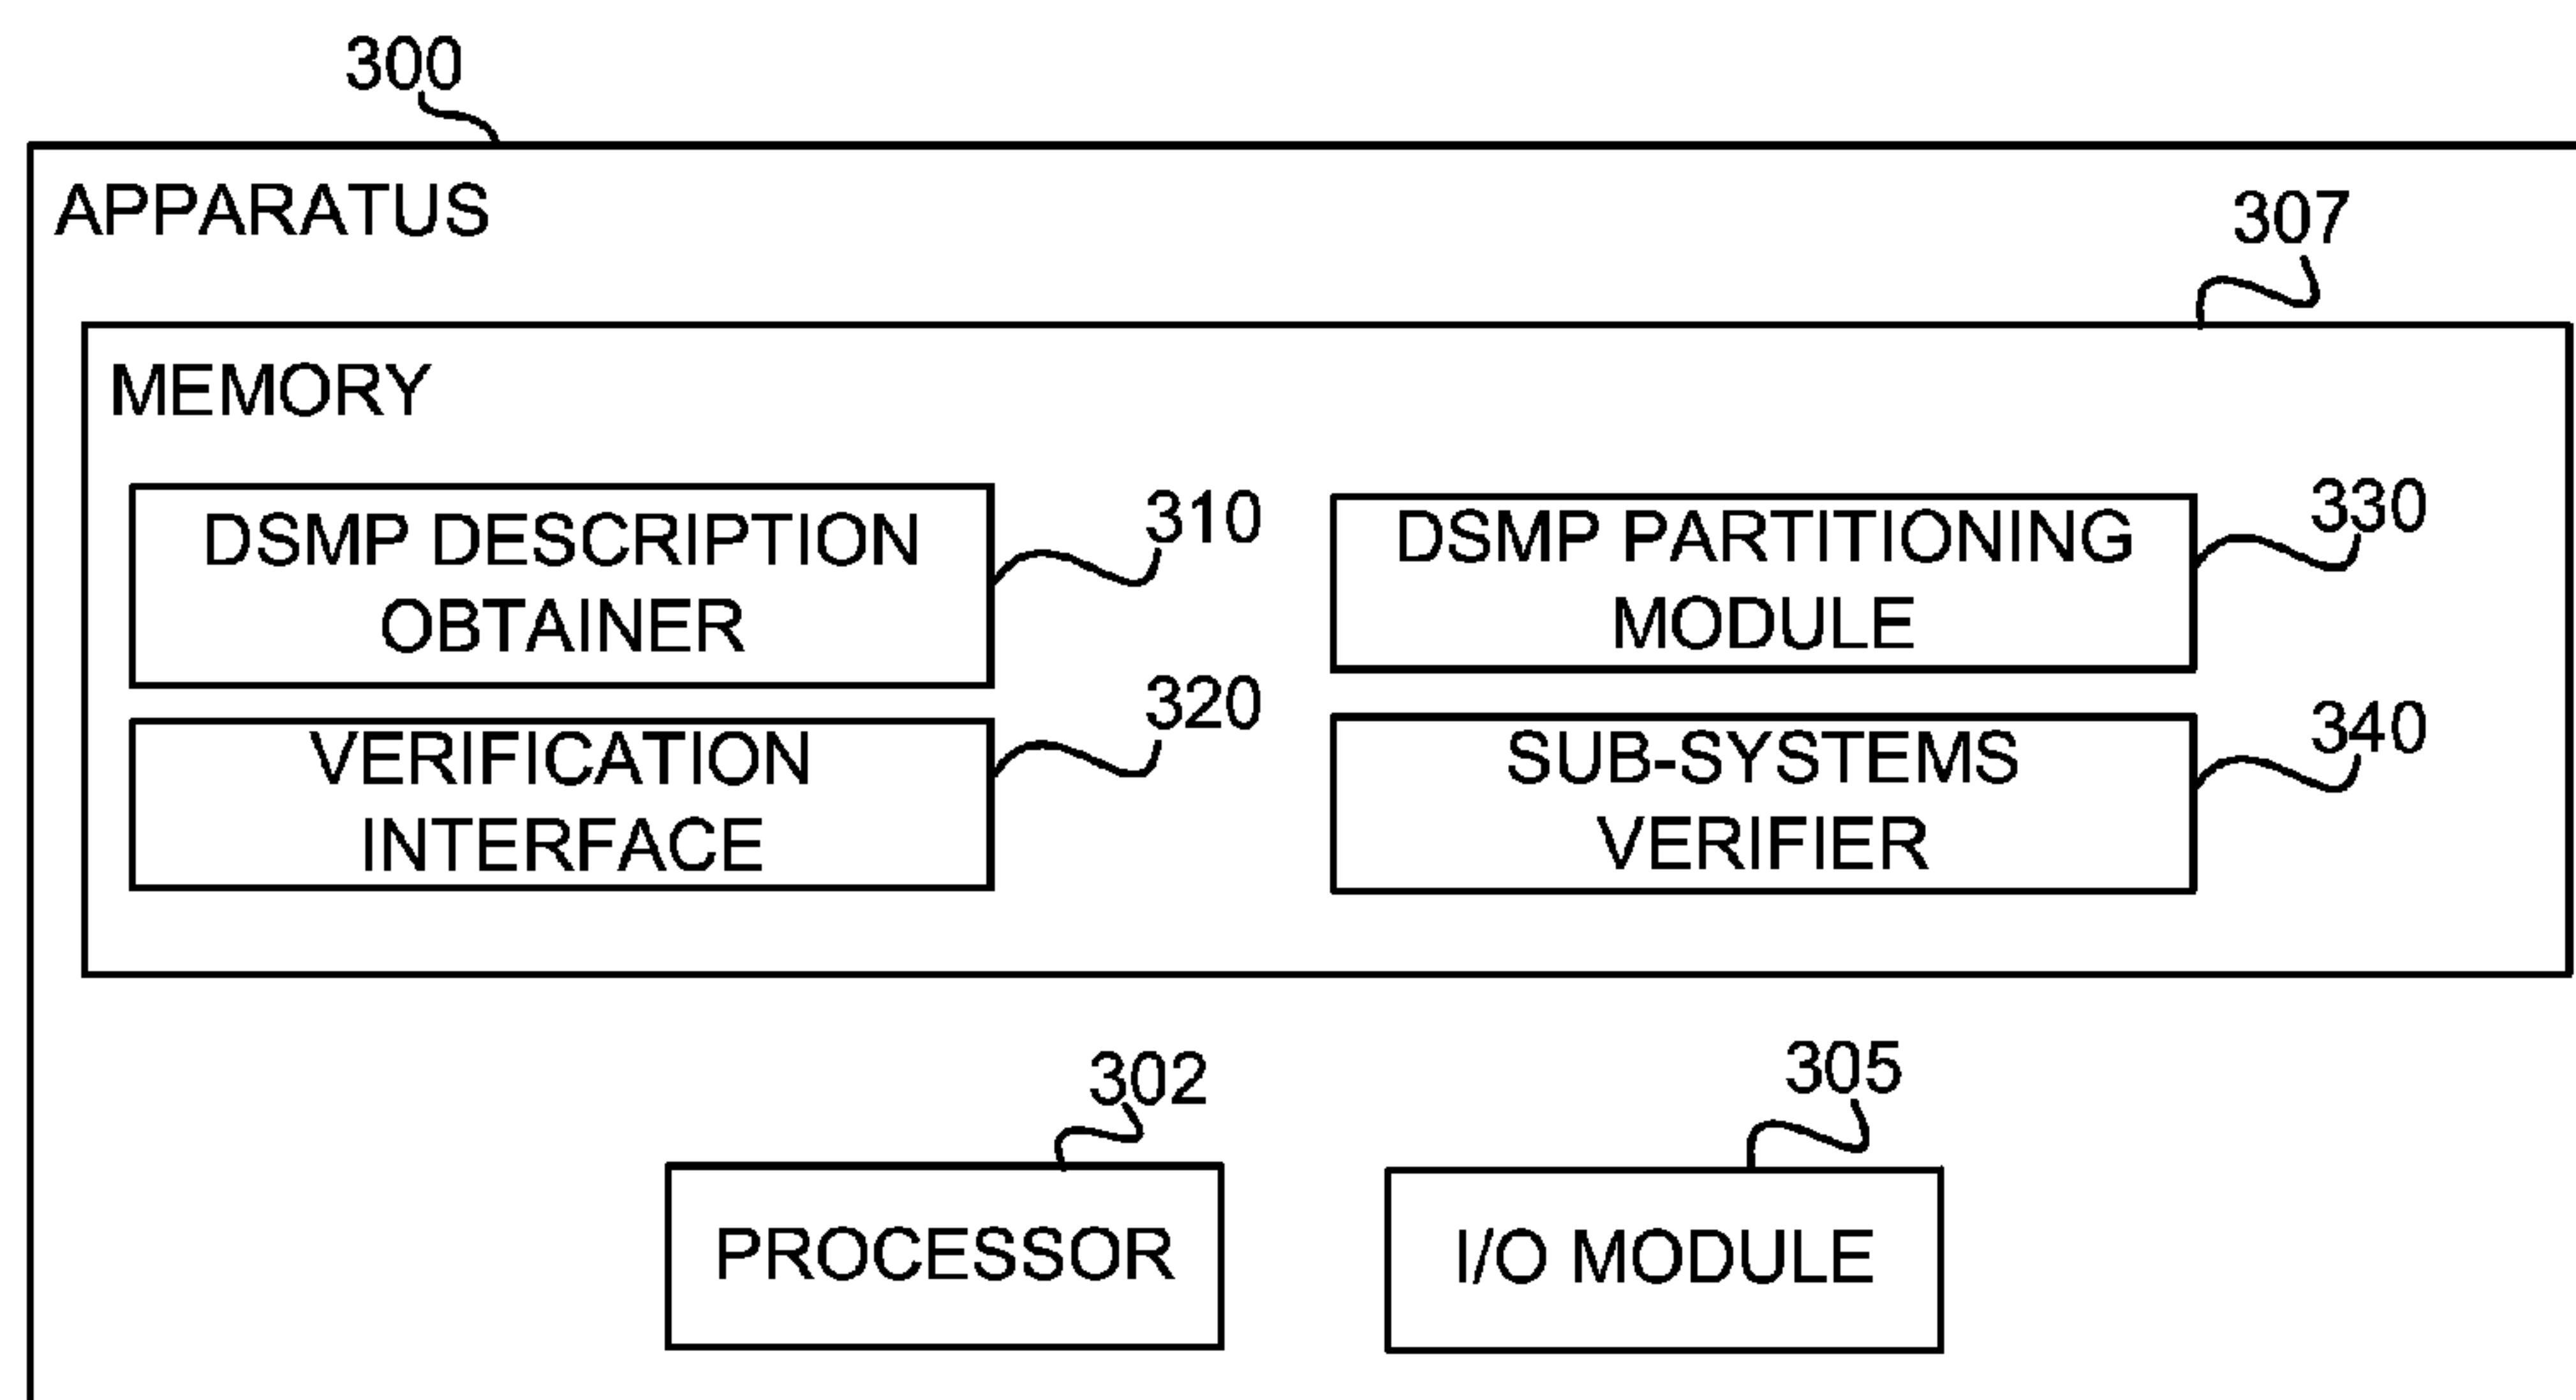 300
APPARATUS
307
MEMORY
DSMP DESCRIPTION
OBTAINER
310
DSMP PARTITIONING
MODULE
330
VERIFICATION
INTERFACE
320
SUB-SYSTEMS
VERIFIER
340
302
PROCESSOR
305
I/O MODULE